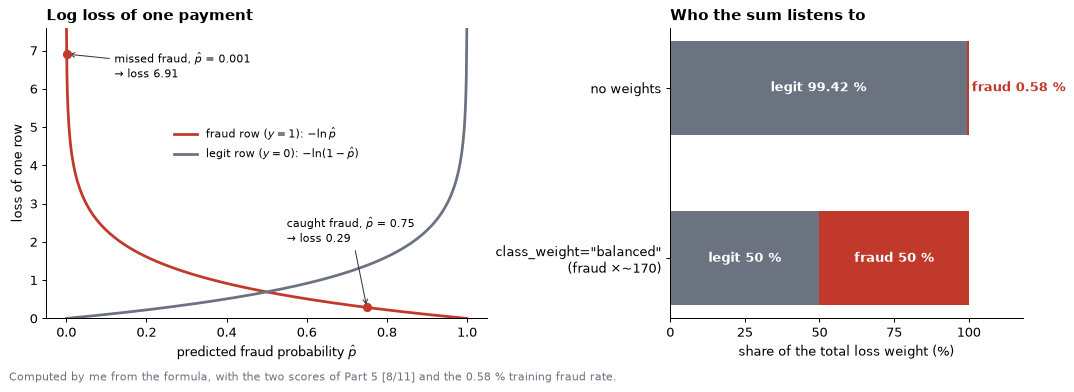 Log loss of one payment
7
6
5
4
3
2
1
0
loss of one row
missed fraud, p̂ = 0.001
→ loss 6.91
fraud row (y = 1): −ln p̂
legit row (y = 0): −ln(1 − p̂)
caught fraud, p̂ = 0.75
→ loss 0.29
0.0 0.2 0.4 0.6 0.8 1.0
predicted fraud probability p̂
Who the sum listens to
no weights
legit 99.42 %
fraud 0.58 %
class_weight="balanced"
(fraud ×~170)
legit 50 %
fraud 50 %
0 25 50 75 100
share of the total loss weight (%)
Computed by me from the formula, with the two scores of Part 5 [8/11] and the 0.58 % training fraud rate.